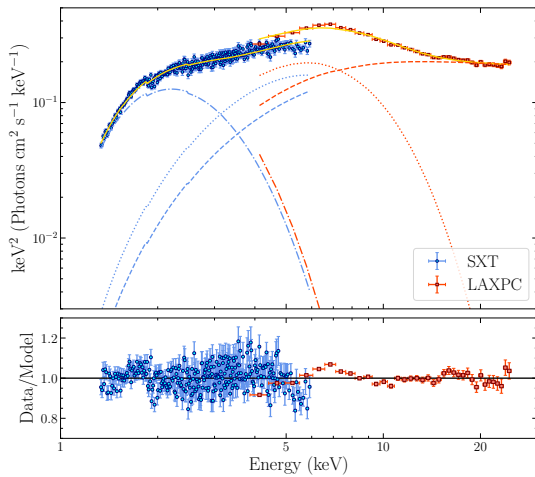 keV² (Photons cm² s⁻¹ keV⁻¹)
10⁻¹
10⁻²
SXT
LAXPC
Data/Model
1.2
1.0
0.8
1
2
5
10
20
Energy (keV)